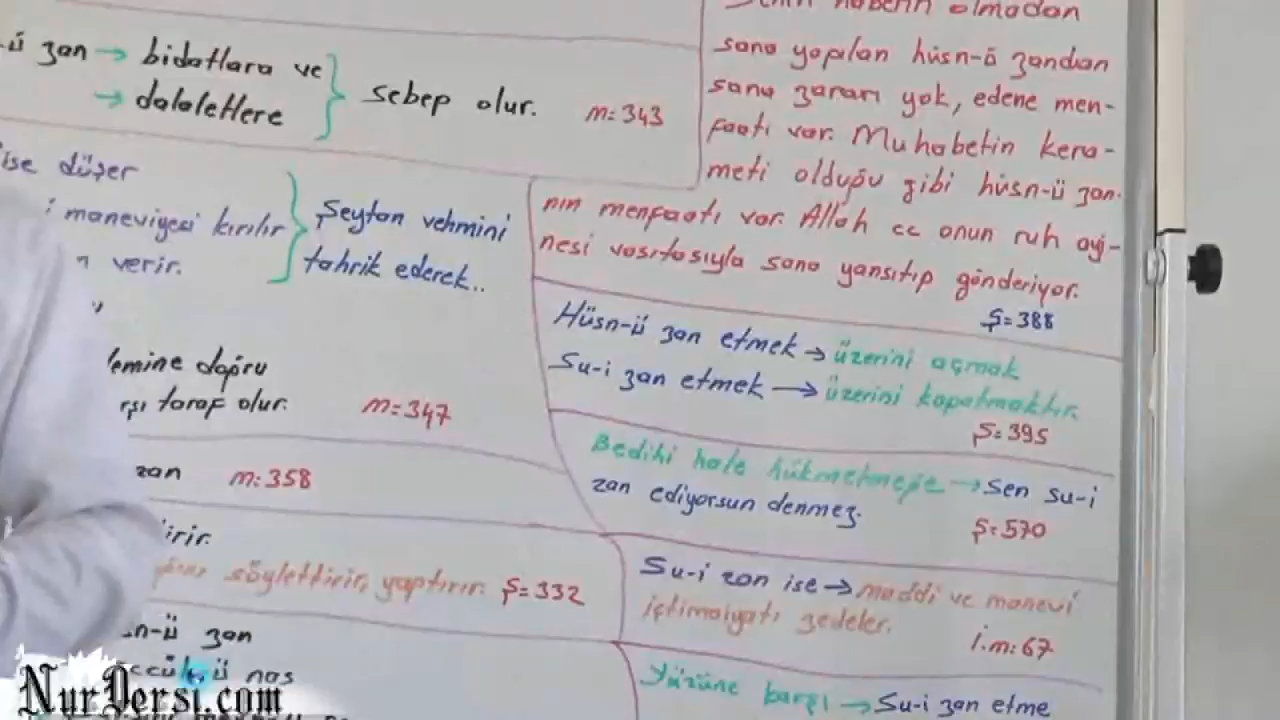 ü zan → bidatlara ve
→ dalaletlere
sebep olur. m: 343
ise düşer
i maneviyesi kırılır
n verir.
Şeytan vehmini
tahrik ederek..
lemine doğru
rşı taraf olur. m: 347
zan m: 358
irir.
söylettirir, yaptırır. Ş=332
n-ü zan
ü nas
olmadan
sana yapılan hüsn-ü zandan
sana zararı yok, edene men-
faatı var. Muhabetin kera-
meti olduğu gibi hüsn-ü zan-
nın menfaatı var. Allah cc onun ruh ayi-
nesi vasıtasıyla sana yansıtıp gönderiyor.
Ş=388
Hüsn-ü zan etmek → üzerini açmak
Su-i zan etmek → üzerini kapatmaktır.
Ş=395
Bedihi hale hükmetmeğe → Sen su-i
zan ediyorsun denmez.
Ş=570
Su-i zan ise → maddi ve manevi
içtimaiyatı zedeler.
İ.m: 67
Yüzüne karşı → Su-i zan etme
NurDersi.com